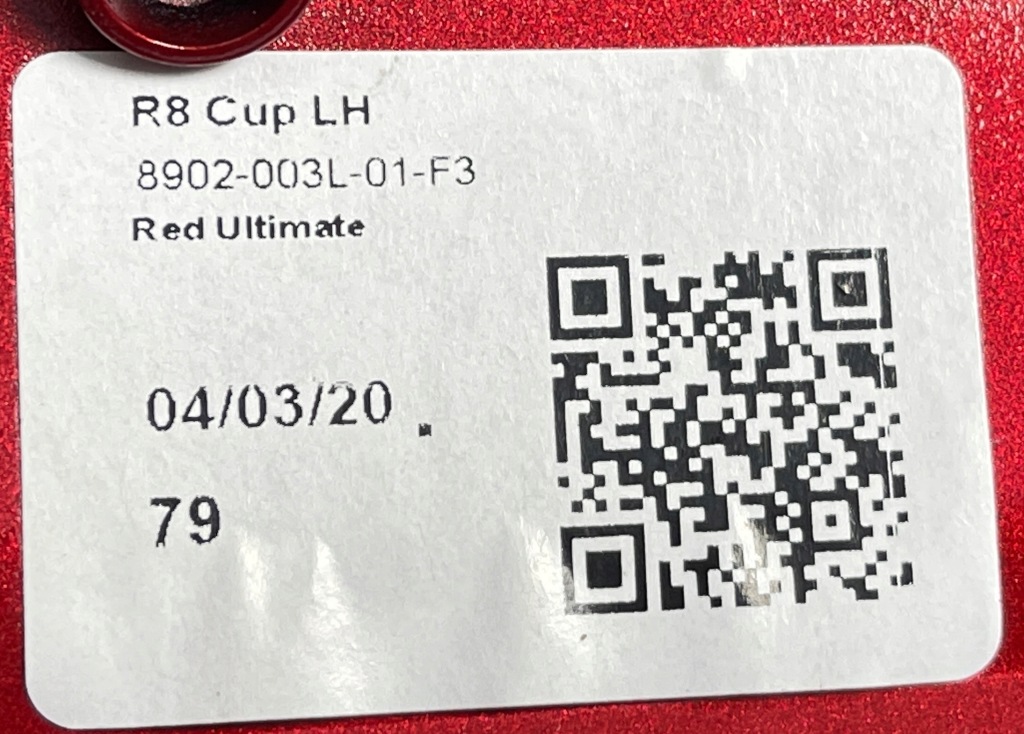 R8 Cup LH
8902-003L-01-F3
Red Ultimate
04/03/20
79